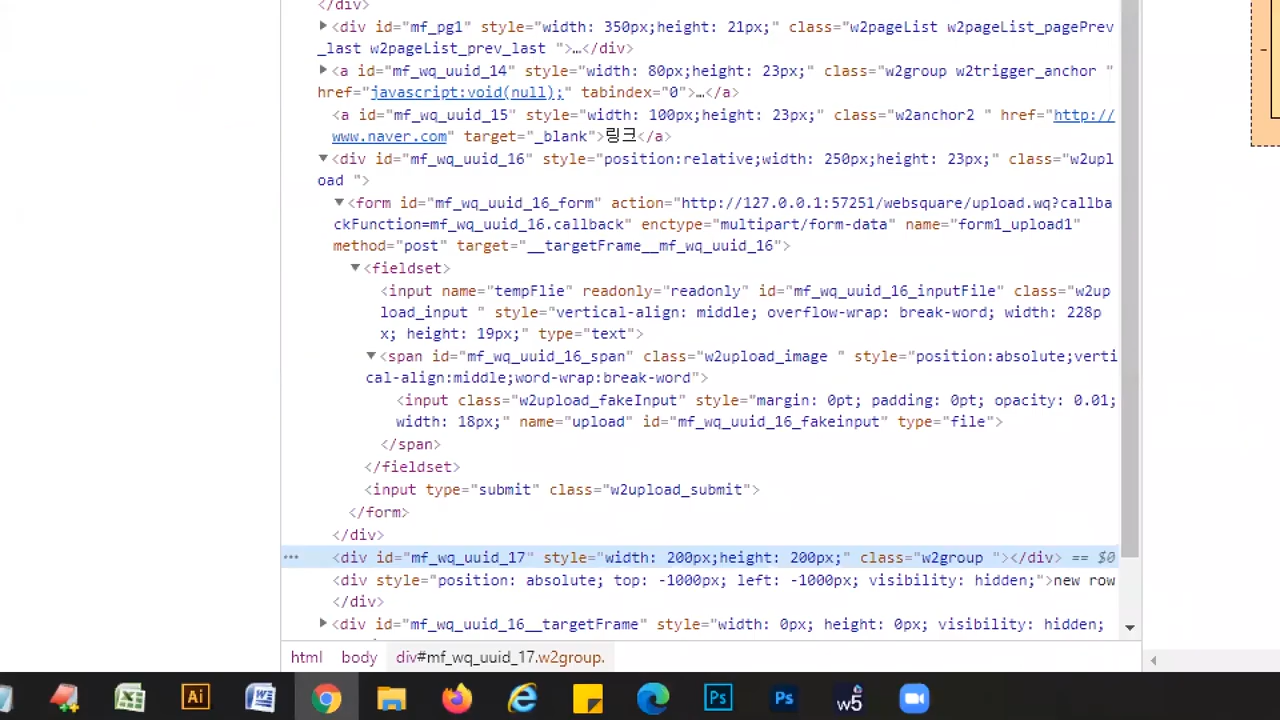 </div>
<div id="mf_pg1" style="width: 350px;height: 21px;" class="w2pageList w2pageList_pagePrev
_last w2pageList_prev_last ">…</div>
<a id="mf_wq_uuid_14" style="width: 80px;height: 23px;" class="w2group w2trigger_anchor "
href="javascript:void(null);" tabindex="0">…</a>
<a id="mf_wq_uuid_15" style="width: 100px;height: 23px;" class="w2anchor2 " href="http://
www.naver.com" target="_blank">링크</a>
<div id="mf_wq_uuid_16" style="position:relative;width: 250px;height: 23px;" class="w2upl
oad ">
<form id="mf_wq_uuid_16_form" action="http://127.0.0.1:57251/websquare/upload.wq?callba
ckFunction=mf_wq_uuid_16.callback" enctype="multipart/form-data" name="form1_upload1"
method="post" target="__targetFrame__mf_wq_uuid_16">
<fieldset>
<input name="tempFlie" readonly="readonly" id="mf_wq_uuid_16_inputFile" class="w2up
load_input " style="vertical-align: middle; overflow-wrap: break-word; width: 228p
x; height: 19px;" type="text">
<span id="mf_wq_uuid_16_span" class="w2upload_image " style="position:absolute;verti
cal-align:middle;word-wrap:break-word">
<input class="w2upload_fakeInput" style="margin: 0pt; padding: 0pt; opacity: 0.01;
width: 18px;" name="upload" id="mf_wq_uuid_16_fakeinput" type="file">
</span>
</fieldset>
<input type="submit" class="w2upload_submit">
</form>
</div>
<div id="mf_wq_uuid_17" style="width: 200px;height: 200px;" class="w2group "></div> == $0
<div style="position: absolute; top: -1000px; left: -1000px; visibility: hidden;">new row
</div>
<div id="mf_wq_uuid_16__targetFrame" style="width: 0px; height: 0px; visibility: hidden;
html body div#mf_wq_uuid_17.w2group.
Ai W Ps Ps w5